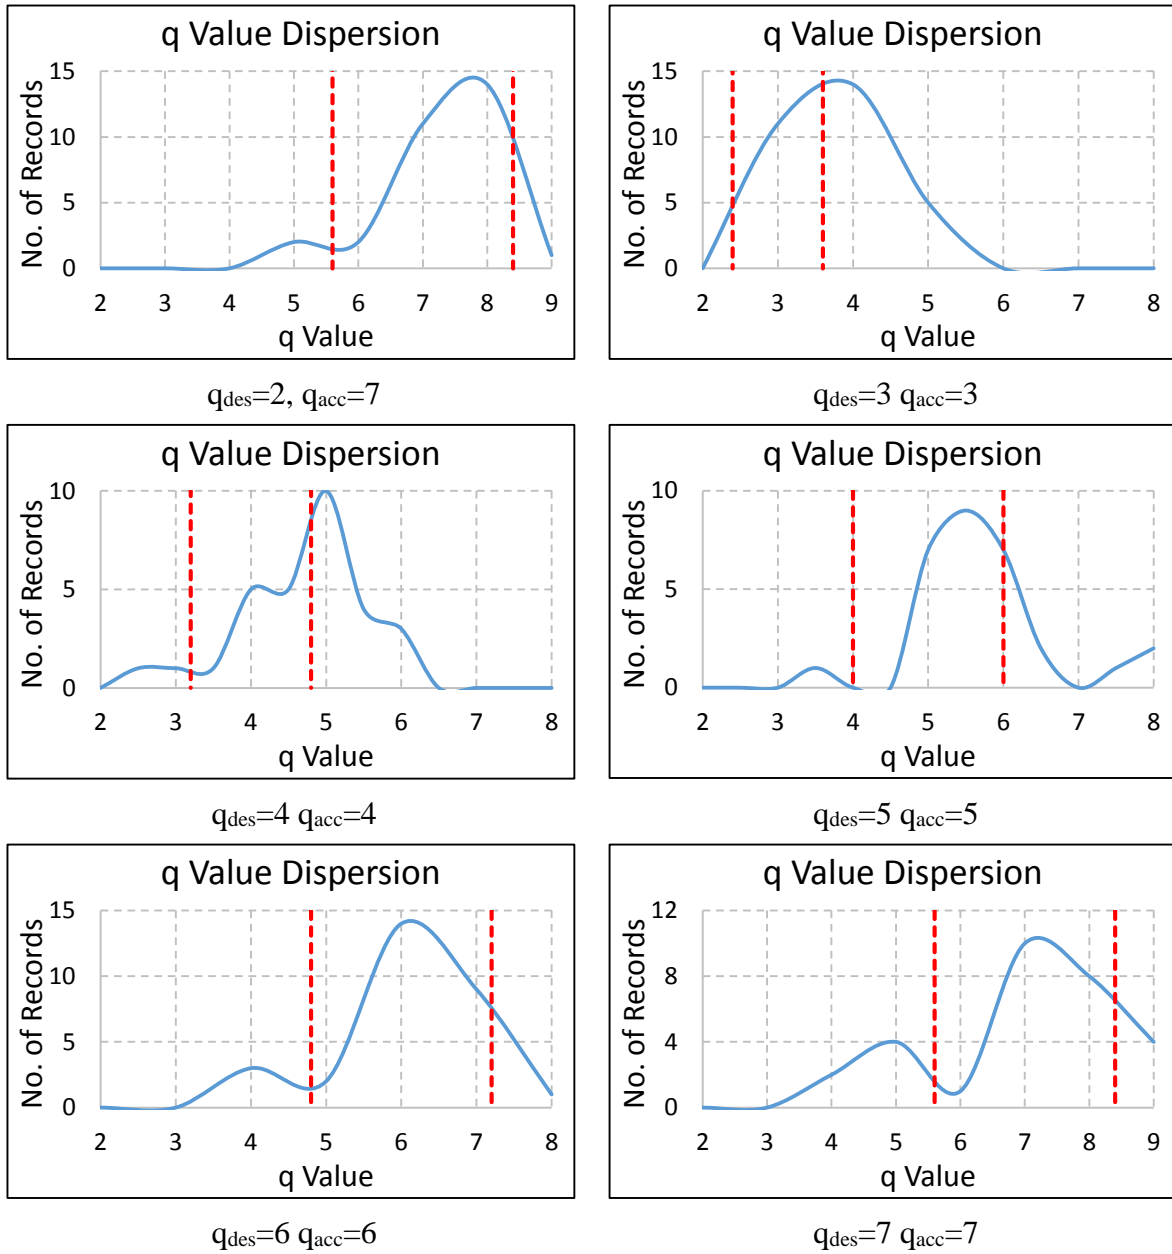 q Value Dispersion
No. of Records
15
10
5
0
2 3 4 5 6 7 8 9
q Value
q Value Dispersion
No. of Records
15
10
5
0
2 3 4 5 6 7 8
q Value
qdes=2, qacc=7
qdes=3 qacc=3
q Value Dispersion
No. of Records
10
5
0
2 3 4 5 6 7 8
q Value
q Value Dispersion
No. of Records
10
5
0
2 3 4 5 6 7 8
q Value
qdes=4 qacc=4
qdes=5 qacc=5
q Value Dispersion
No. of Records
15
10
5
0
2 3 4 5 6 7 8
q Value
q Value Dispersion
No. of Records
12
8
4
0
2 3 4 5 6 7 8 9
q Value
qdes=6 qacc=6
qdes=7 qacc=7